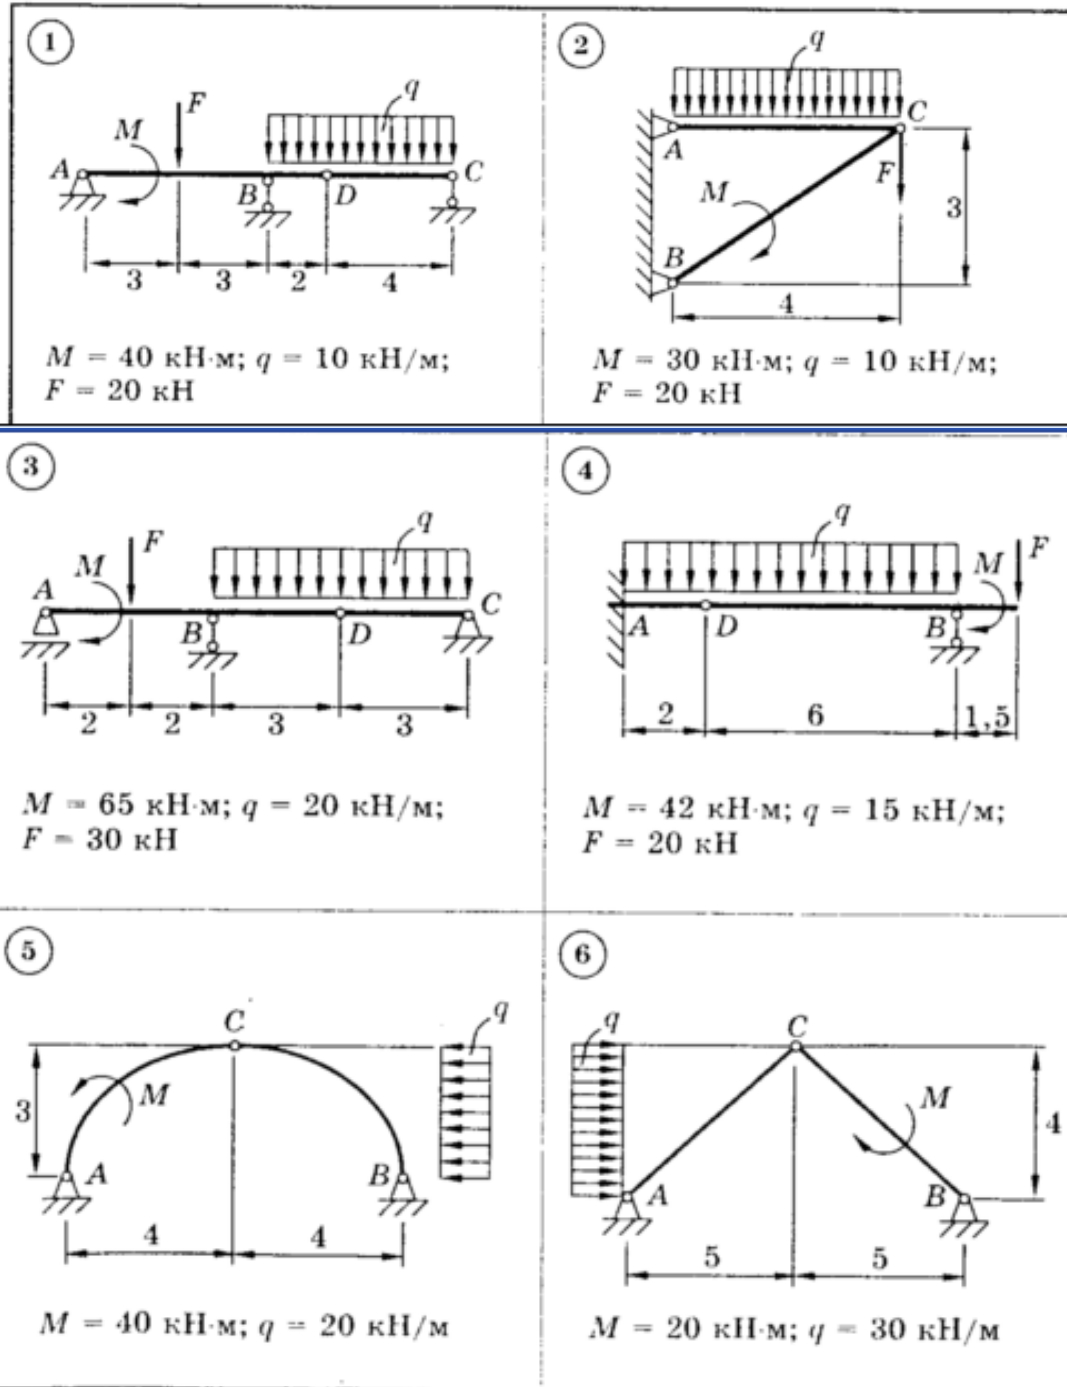 1
q
F
M
A
B
D
C
3
3
2
4
M = 40 кН·м; q = 10 кН/м;
F = 20 кН
2
q
C
A
F
M
3
B
4
M = 30 кН·м; q = 10 кН/м;
F = 20 кН
3
q
F
M
A
C
B
D
2
2
3
3
M = 65 кН·м; q = 20 кН/м;
F = 30 кН
4
q
F
M
A
D
B
2
6
1,5
M = 42 кН·м; q = 15 кН/м;
F = 20 кН
5
q
C
M
3
A
B
4
4
M = 40 кН·м; q = 20 кН/м
6
q
C
M
4
A
B
5
5
M = 20 кН·м; q = 30 кН/м